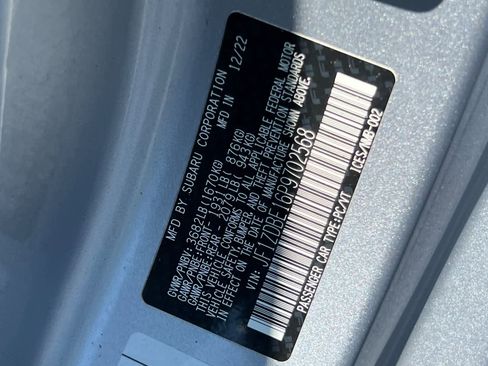 MFD BY SUBARU CORPORATION 12/22
MFD IN
GVWR/PNBV: 3682LB(1670KG)
GAWR/PNBE:FRONT- 1931LB( 876KG)
GAWR/PNBE:REAR- 2079LB( 943KG)
THIS VEHICLE CONFORMS TO ALL APPLICABLE FEDERAL MOTOR
VEHICLE SAFETY, BUMPER AND THEFT PREVENTION STANDARDS
IN EFFECT ON THE DATE OF MANUFACTURE SHOWN ABOVE.
VIN: JF1ZDBE16P9702568
PASSENGER CAR TYPE:PC/VT ICES/NMB-002